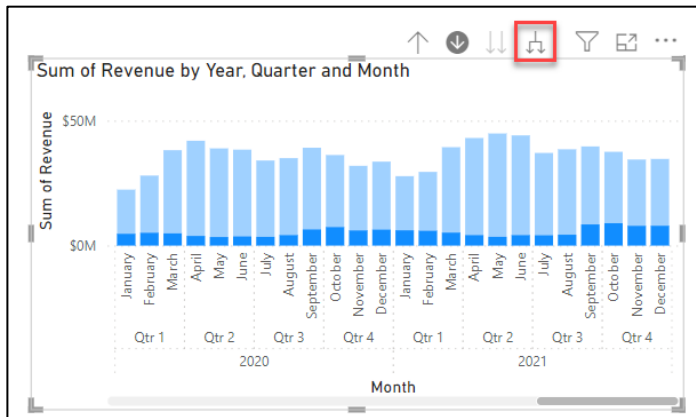 Sum of Revenue by Year, Quarter and Month
$50M
Sum of Revenue
$0M
January February March April May June July August September October November December January February March April May June July August September October November December
Qtr 1 Qtr 2 Qtr 3 Qtr 4 Qtr 1 Qtr 2 Qtr 3 Qtr 4
2020 2021
Month